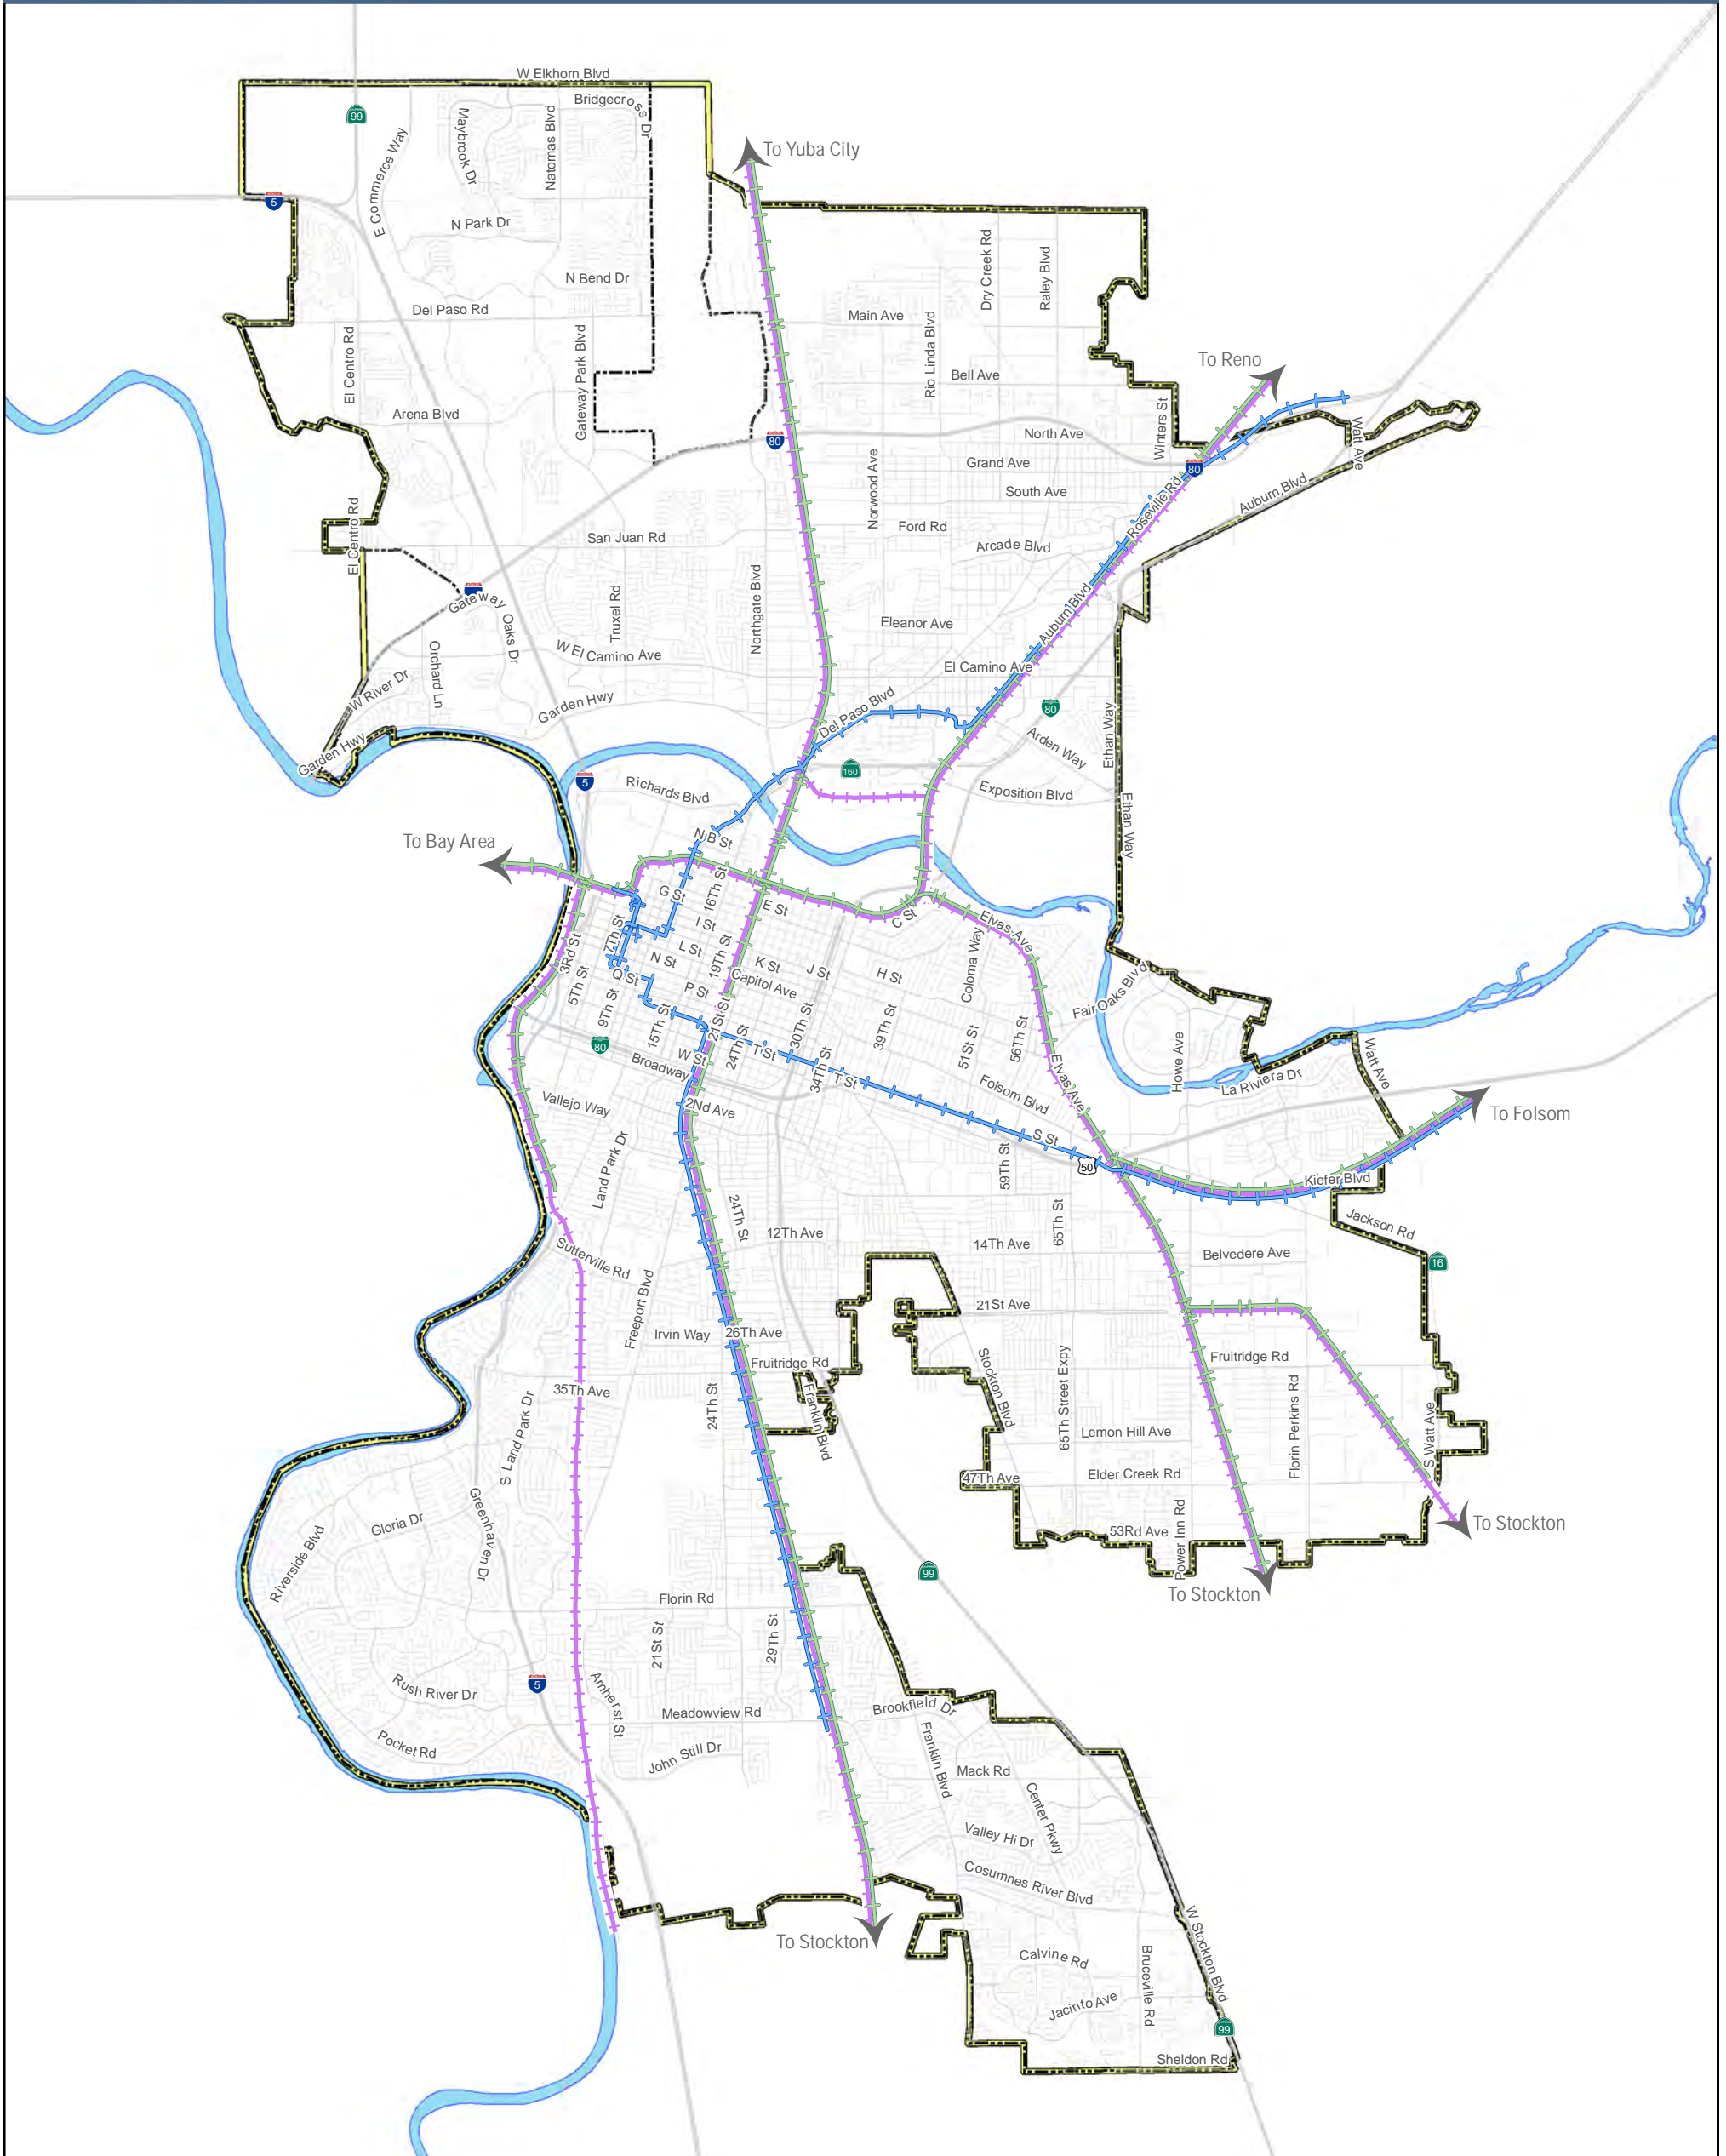 W Elkhorn Blvd
Bridgecross Dr
99
Maybrook Dr
Natomas Blvd
E Commerce Way
To Yuba City
5
N Park Dr
Dry Creek Rd
Raley Blvd
N Bend Dr
Del Paso Rd
Main Ave
El Centro Rd
Gateway Park Blvd
Rio Linda Blvd
To Reno
Bell Ave
Arena Blvd
Winters St
Watt Ave
80
North Ave
Grand Ave
80
Norwood Ave
South Ave
Roseville Rd
Auburn Blvd
El Centro Rd
Ford Rd
San Juan Rd
Arcade Blvd
Gateway Oaks Dr
Truxel Rd
Northgate Blvd
Eleanor Ave
Auburn Blvd
Orchard Ln
W El Camino Ave
El Camino Ave
W River Dr
Garden Hwy
Del Paso Blvd
80
Ethan Way
Arden Way
Garden Hwy
160
5
Richards Blvd
Exposition Blvd
Ethan Way
N B St
To Bay Area
G St
16Th St
E St
C St
Elvas Ave
I St
7Th St
L St
19Th St
3Rd St
N St
K St
J St
H St
Coloma Way
Q St
Capitol Ave
5Th St
P St
Fair Oaks Blvd
9Th St
15Th St
21St St
30Th St
39Th St
51St St
56Th St
80
W St
24Th St
T St
Broadway
34Th St
T St
Elvas Ave
Howe Ave
La Riviera Dr
Watt Ave
Folsom Blvd
Vallejo Way
2Nd Ave
To Folsom
S St
Land Park Dr
50
59Th St
Kiefer Blvd
24Th St
65Th St
Jackson Rd
12Th Ave
14Th Ave
Belvedere Ave
Sutterville Rd
16
Freeport Blvd
21St Ave
Irvin Way
26Th Ave
Fruitridge Rd
Stockton Blvd
65Th Street Expy
Fruitridge Rd
35Th Ave
24Th St
Franklin Blvd
Florin Perkins Rd
S Watt Ave
S Land Park Dr
Lemon Hill Ave
47Th Ave
Elder Creek Rd
Greenhaven Dr
Gloria Dr
Power Inn Rd
53Rd Ave
To Stockton
Riverside Blvd
99
To Stockton
Florin Rd
21St St
29Th St
5
Rush River Dr
Amherst St
Meadowview Rd
Brookfield Dr
Pocket Rd
John Still Dr
Franklin Blvd
Mack Rd
Center Pkwy
Valley Hi Dr
Cosumnes River Blvd
W Stockton Blvd
To Stockton
Calvine Rd
Bruceville Rd
Jacinto Ave
99
Sheldon Rd